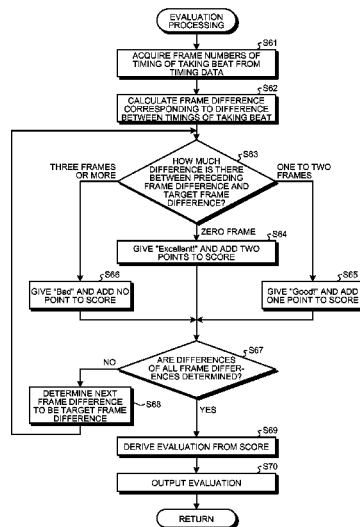 EVALUATION
PROCESSING
S61
ACQUIRE FRAME NUMBERS OF
TIMING OF TAKING BEAT FROM
TIMING DATA
S62
CALCULATE FRAME DIFFERENCE
CORRESPONDING TO DIFFERENCE
BETWEEN TIMINGS OF TAKING BEAT
S63
HOW MUCH
DIFFERENCE IS THERE
BETWEEN PRECEDING
FRAME DIFFERENCE AND
TARGET FRAME
DIFFERENCE?
THREE FRAMES
OR MORE
ONE TO TWO
FRAMES
ZERO FRAME
S64
GIVE "Excellent!" AND ADD TWO
POINTS TO SCORE
S66
GIVE "Bad" AND ADD NO
POINT TO SCORE
S65
GIVE "Good!" AND ADD
ONE POINT TO SCORE
S67
ARE DIFFERENCES
OF ALL FRAME DIFFER-
ENCES DETERMINED?
NO
YES
DETERMINE NEXT
FRAME DIFFERENCE
TO BE TARGET FRAME
DIFFERENCE
S68
S69
DERIVE EVALUATION FROM SCORE
S70
OUTPUT EVALUATION
RETURN